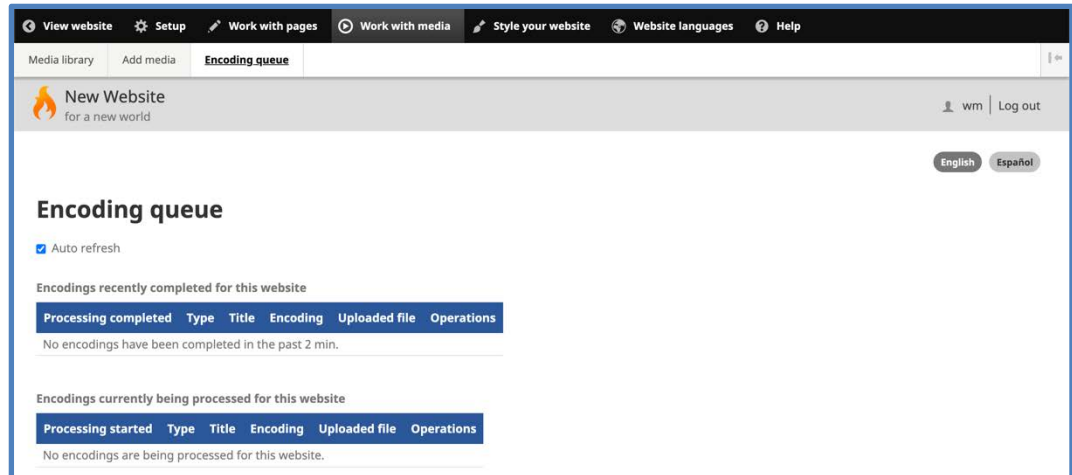 View website Setup Work with pages Work with media Style your website Website languages Help
Media library Add media Encoding queue
New Website
for a new world
wm Log out
English Español
Encoding queue
Auto refresh
Encodings recently completed for this website
Processing completed Type Title Encoding Uploaded file Operations
No encodings have been completed in the past 2 min.
Encodings currently being processed for this website
Processing started Type Title Encoding Uploaded file Operations
No encodings are being processed for this website.